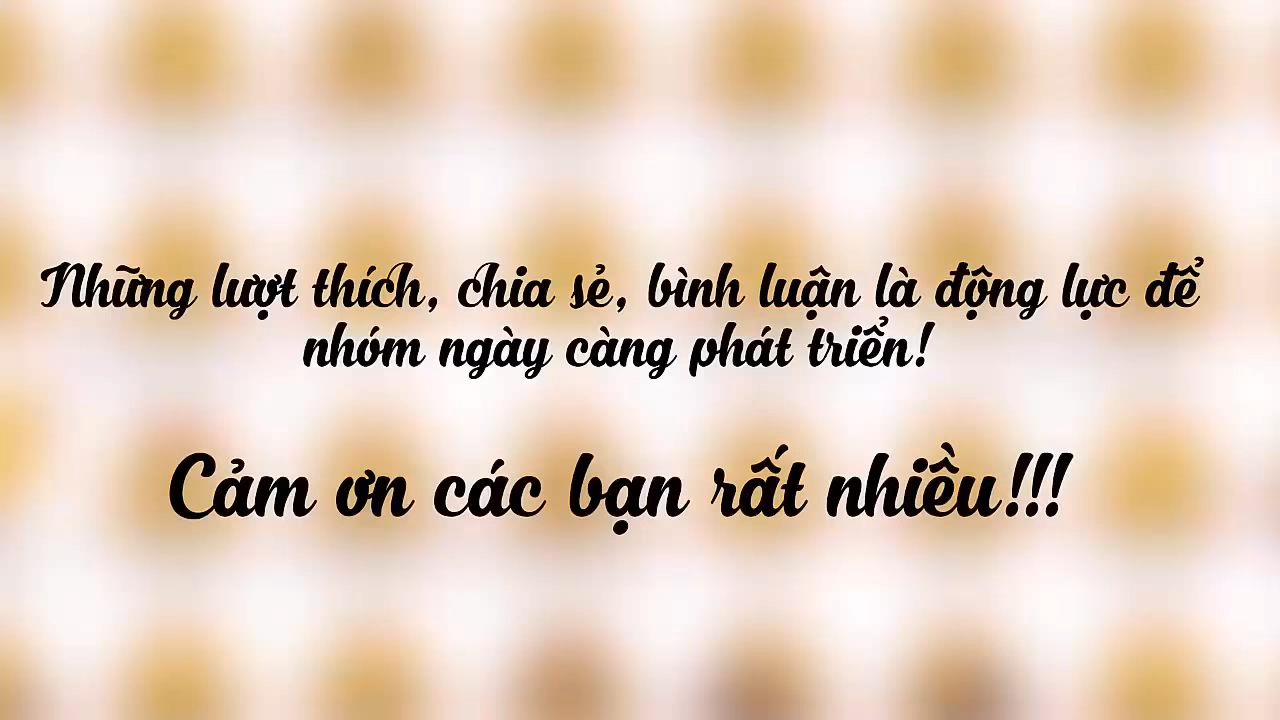 Những lượt thích, chia sẻ, bình luận là động lực để
nhóm ngày càng phát triển!
Cảm ơn các bạn rất nhiều!!!